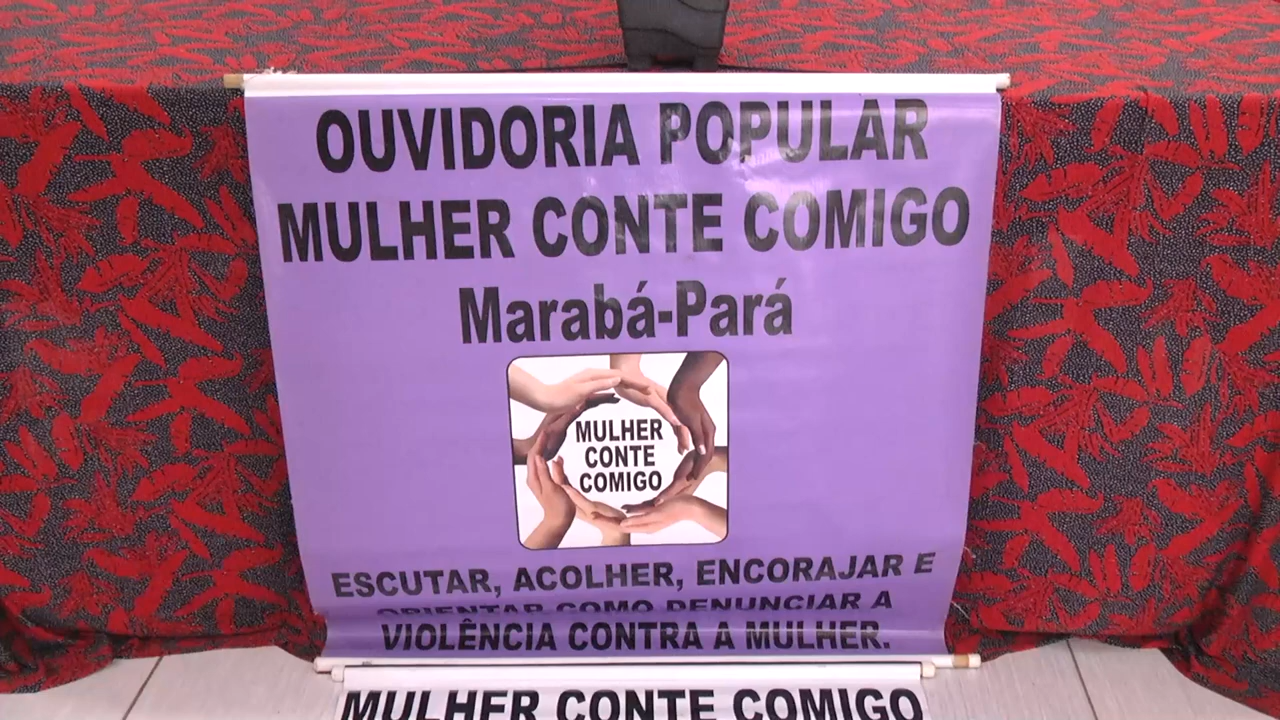 OUVIDORIA POPULAR
MULHER CONTE COMIGO
Marabá-Pará
MULHER
CONTE
COMIGO
ESCUTAR, ACOLHER, ENCORAJAR E
ORIENTAR COMO DENUNCIAR A
VIOLÊNCIA CONTRA A MULHER.
MULHER CONTE COMIGO